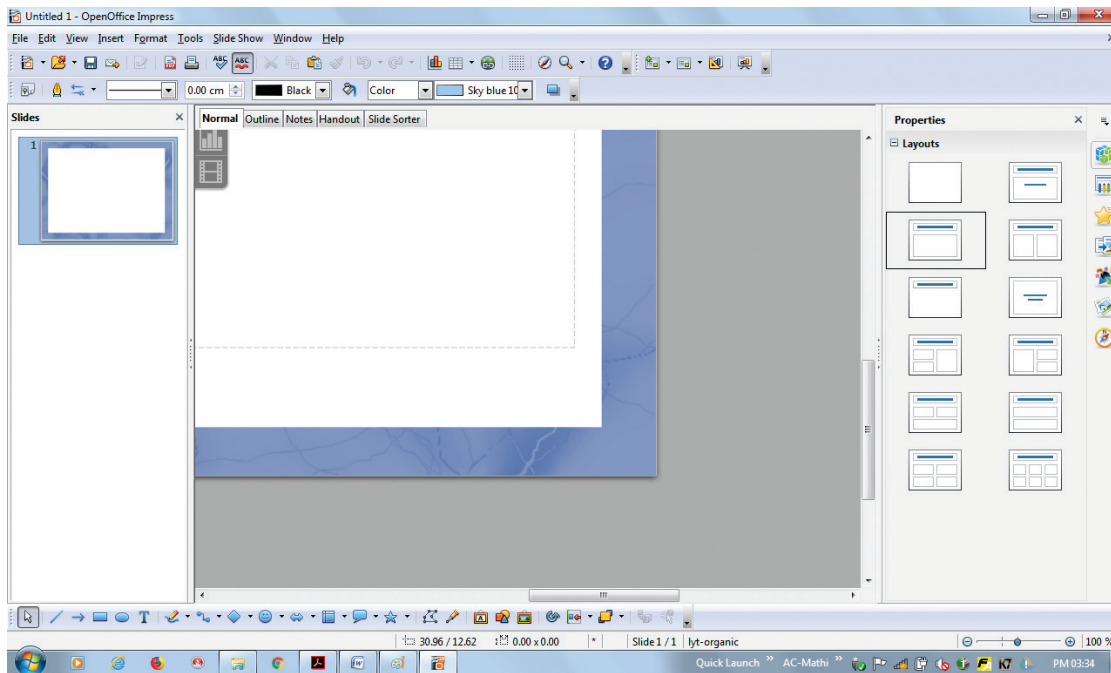 Untitled 1 - OpenOffice Impress
File Edit View Insert Format Tools Slide Show Window Help
0.00 cm Black Color Sky blue 10
Slides
Normal Outline Notes Handout Slide Sorter
Properties
Layouts
1
30.96 / 12.62 0.00 x 0.00 * Slide 1 / 1 lyt-organic 100 %
Quick Launch » AC-Mathi » PM 03:34